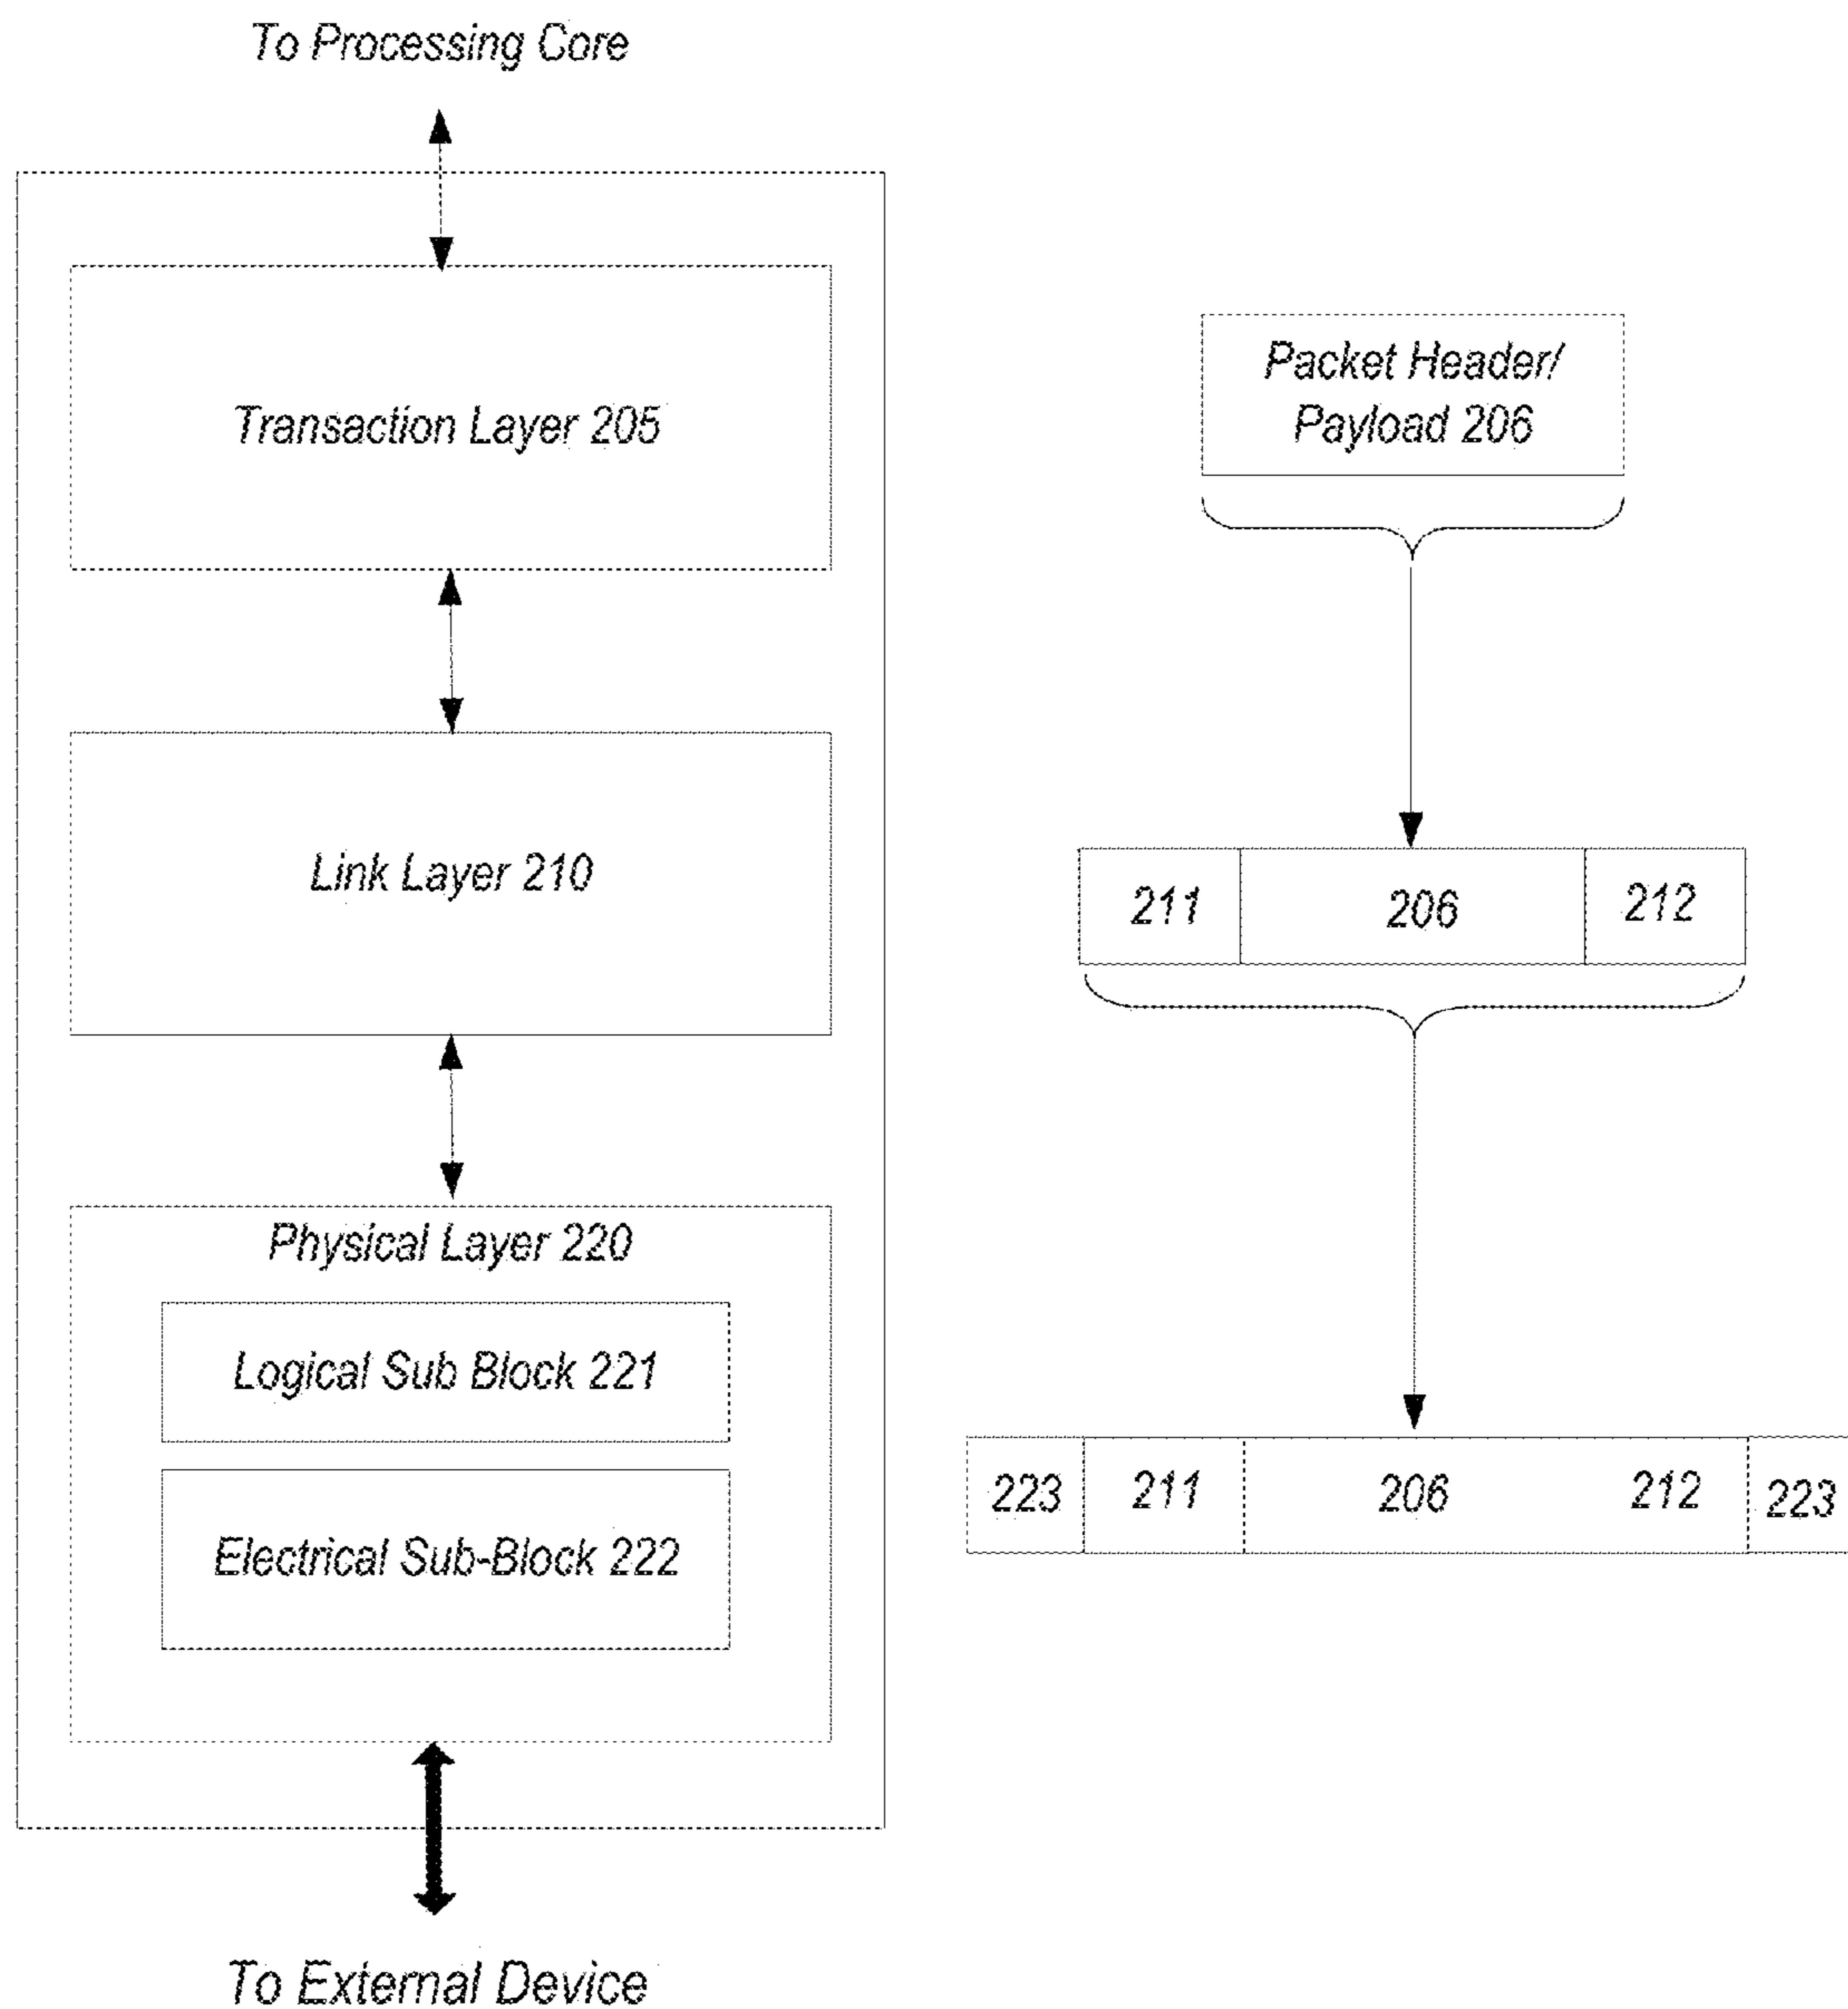 To Processing Core
Transaction Layer 205
Packet Header/
Payload 206
Link Layer 210
211 206 212
Physical Layer 220
Logical Sub Block 221
Electrical Sub-Block 222
223 211 206 212 223
To External Device